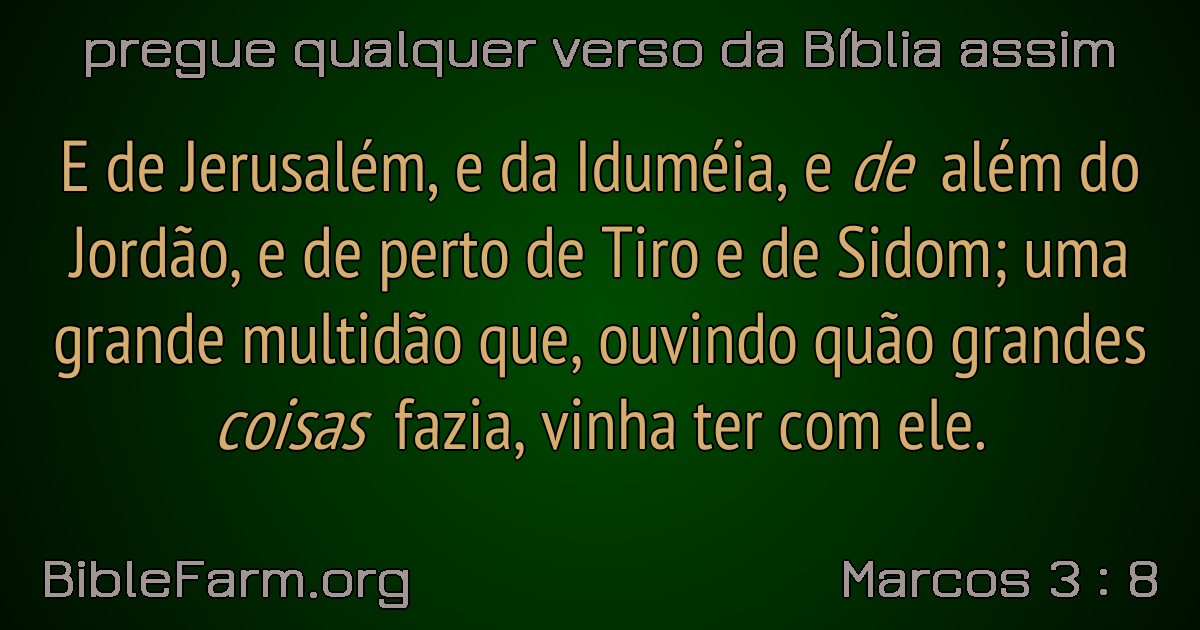 pregue qualquer verso da Bíblia assim
E de Jerusalém, e da Iduméia, e de além do
Jordão, e de perto de Tiro e de Sidom; uma
grande multidão que, ouvindo quão grandes
coisas fazia, vinha ter com ele.
BibleFarm.org
Marcos 3 : 8